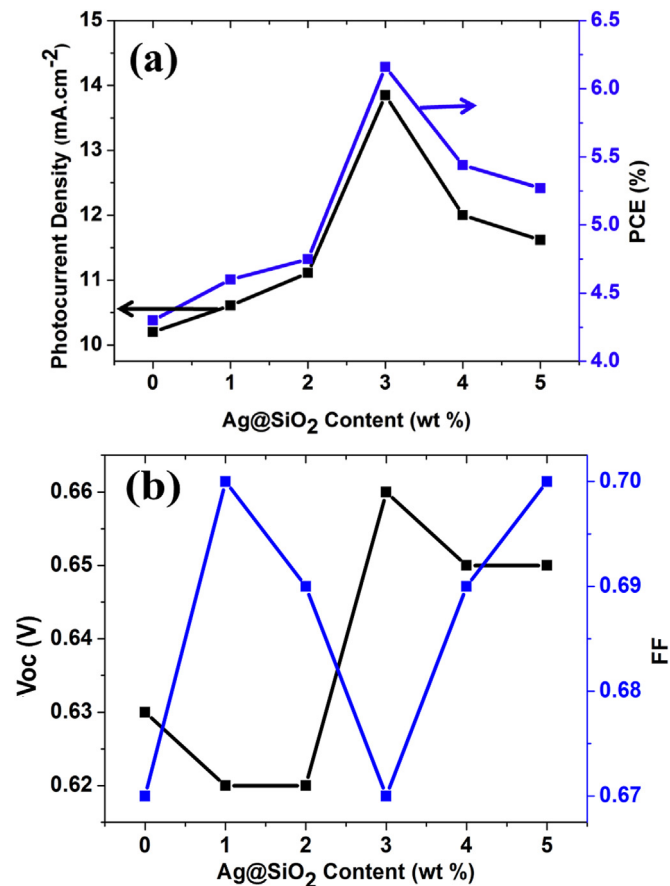 (a)
Photocurrent Density (mA.cm-2)
15
14
13
12
11
10
6.5
6.0
5.5
5.0
4.5
4.0
PCE (%)
0 1 2 3 4 5
Ag@SiO2 Content (wt %)
(b)
Voc (V)
0.66
0.65
0.64
0.63
0.62
0.70
0.69
0.68
0.67
FF
0 1 2 3 4 5
Ag@SiO2 Content (wt %)